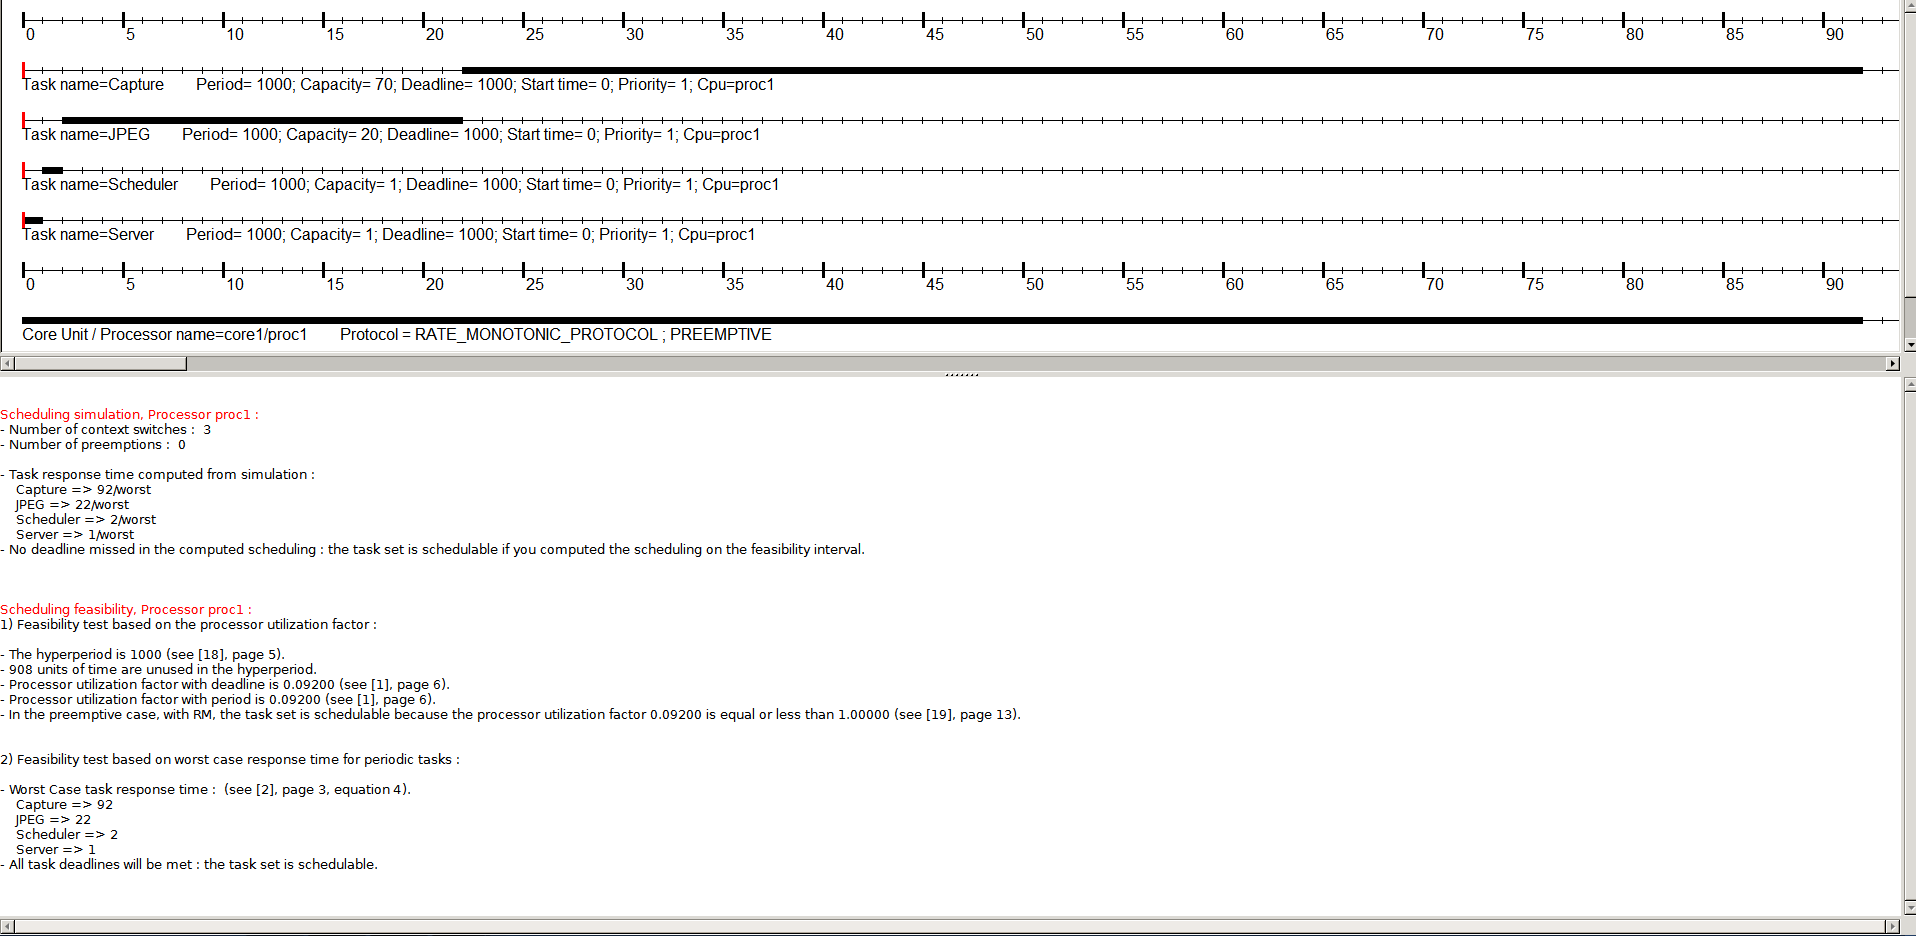 0 5 10 15 20 25 30 35 40 45 50 55 60 65 70 75 80 85 90
Task name=Capture Period= 1000; Capacity= 70; Deadline= 1000; Start time= 0; Priority= 1; Cpu=proc1
Task name=JPEG Period= 1000; Capacity= 20; Deadline= 1000; Start time= 0; Priority= 1; Cpu=proc1
Task name=Scheduler Period= 1000; Capacity= 1; Deadline= 1000; Start time= 0; Priority= 1; Cpu=proc1
Task name=Server Period= 1000; Capacity= 1; Deadline= 1000; Start time= 0; Priority= 1; Cpu=proc1
0 5 10 15 20 25 30 35 40 45 50 55 60 65 70 75 80 85 90
Core Unit / Processor name=core1/proc1 Protocol = RATE_MONOTONIC_PROTOCOL ; PREEMPTIVE
Scheduling simulation, Processor proc1 :
- Number of context switches : 3
- Number of preemptions : 0
- Task response time computed from simulation :
Capture => 92/worst
JPEG => 22/worst
Scheduler => 2/worst
Server => 1/worst
- No deadline missed in the computed scheduling : the task set is schedulable if you computed the scheduling on the feasibility interval.
Scheduling feasibility, Processor proc1 :
1) Feasibility test based on the processor utilization factor :
- The hyperperiod is 1000 (see [18], page 5).
- 908 units of time are unused in the hyperperiod.
- Processor utilization factor with deadline is 0.09200 (see [1], page 6).
- Processor utilization factor with period is 0.09200 (see [1], page 6).
- In the preemptive case, with RM, the task set is schedulable because the processor utilization factor 0.09200 is equal or less than 1.00000 (see [19], page 13).
2) Feasibility test based on worst case response time for periodic tasks :
- Worst Case task response time : (see [2], page 3, equation 4).
Capture => 92
JPEG => 22
Scheduler => 2
Server => 1
- All task deadlines will be met : the task set is schedulable.